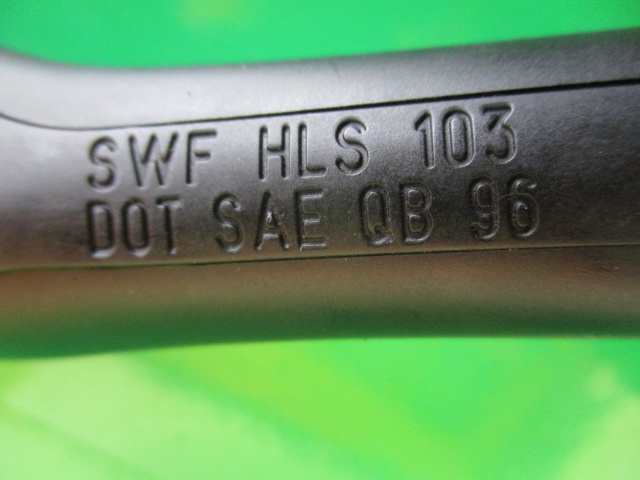 SWF HLS 103
DOT SAE QB 96